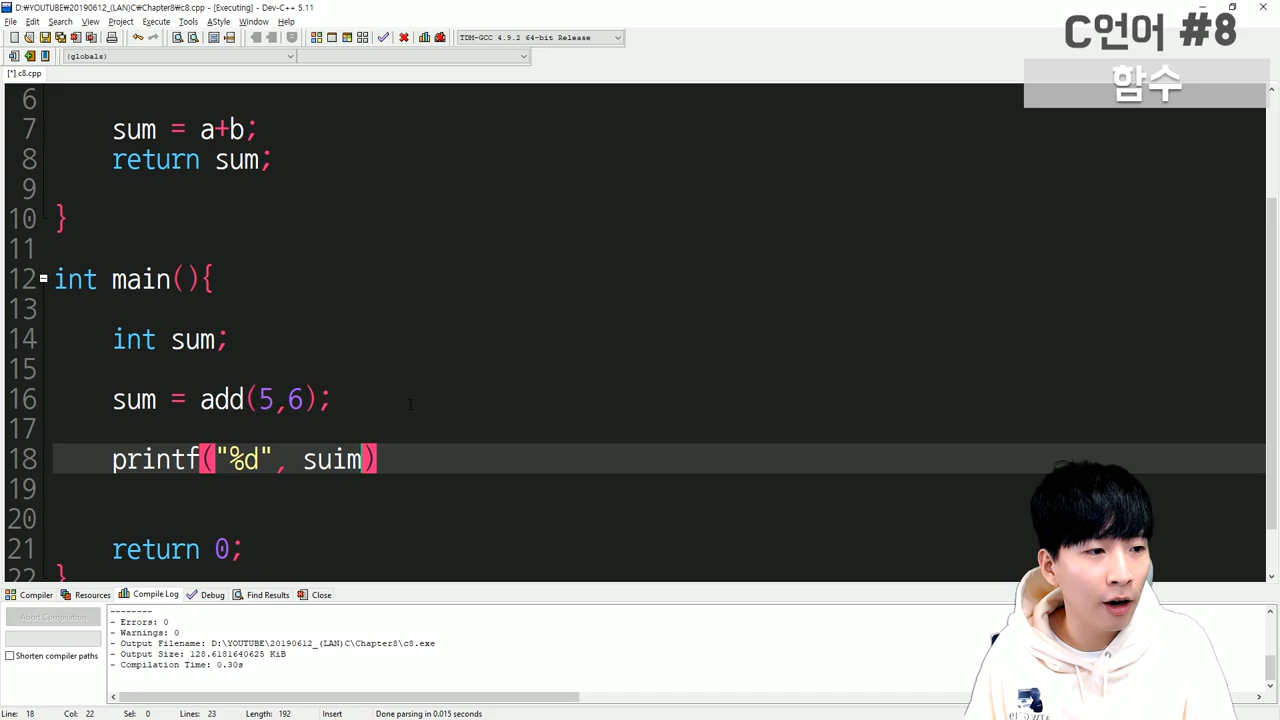 D:₩YOUTUBE₩20190612_(LAN)C₩Chapter8₩c8.cpp - [Executing] - Dev-C++ 5.11
File Edit Search View Project Execute Tools AStyle Window Help
TDM-GCC 4.9.2 64-bit Release
(globals)
[*] c8.cpp
C언어 #8
함수
6
7 sum = a+b;
8 return sum;
9
10 }
11
12 int main(){
13
14 int sum;
15
16 sum = add(5,6);
17
18 printf("%d", suim)
19
20
21 return 0;
22 }
Compiler Resources Compile Log Debug Find Results Close
Abort Compilation
Shorten compiler paths
--------
- Errors: 0
- Warnings: 0
- Output Filename: D:\YOUTUBE\20190612_(LAN)C\Chapter8\c8.exe
- Output Size: 128.6181640625 KiB
- Compilation Time: 0.30s
Line: 18 Col: 22 Sel: 0 Lines: 23 Length: 192 Insert Done parsing in 0.015 seconds